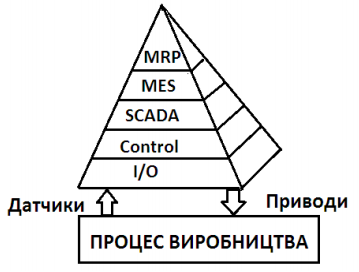 MRP
MES
SCADA
Control
I/O
Датчики
Приводи
ПРОЦЕС ВИРОБНИЦТВА